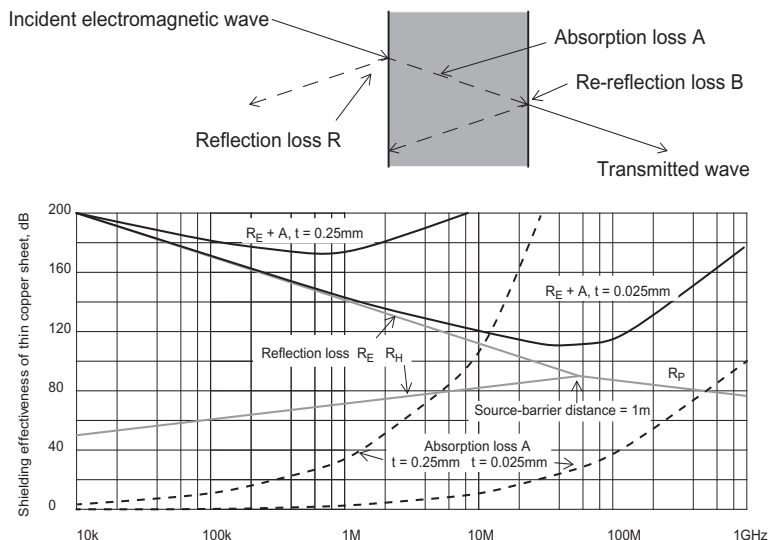 Incident electromagnetic wave
Absorption loss A
Re-reflection loss B
Reflection loss R
Transmitted wave
Shielding effectiveness of thin copper sheet, dB
200
160
120
80
40
0
R_E + A, t = 0.25mm
R_E + A, t = 0.025mm
Reflection loss R_E R_H
R_P
Source-barrier distance = 1m
Absorption loss A
t = 0.25mm t = 0.025mm
10k 100k 1M 10M 100M 1GHz